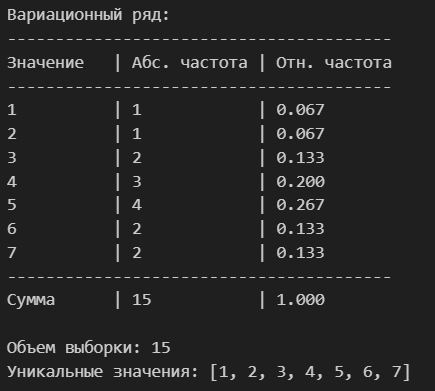 Вариационный ряд:
----------------------------------------
Значение | Абс. частота | Отн. частота
----------------------------------------
1 | 1 | 0.067
2 | 1 | 0.067
3 | 2 | 0.133
4 | 3 | 0.200
5 | 4 | 0.267
6 | 2 | 0.133
7 | 2 | 0.133
----------------------------------------
Сумма | 15 | 1.000
Объем выборки: 15
Уникальные значения: [1, 2, 3, 4, 5, 6, 7]